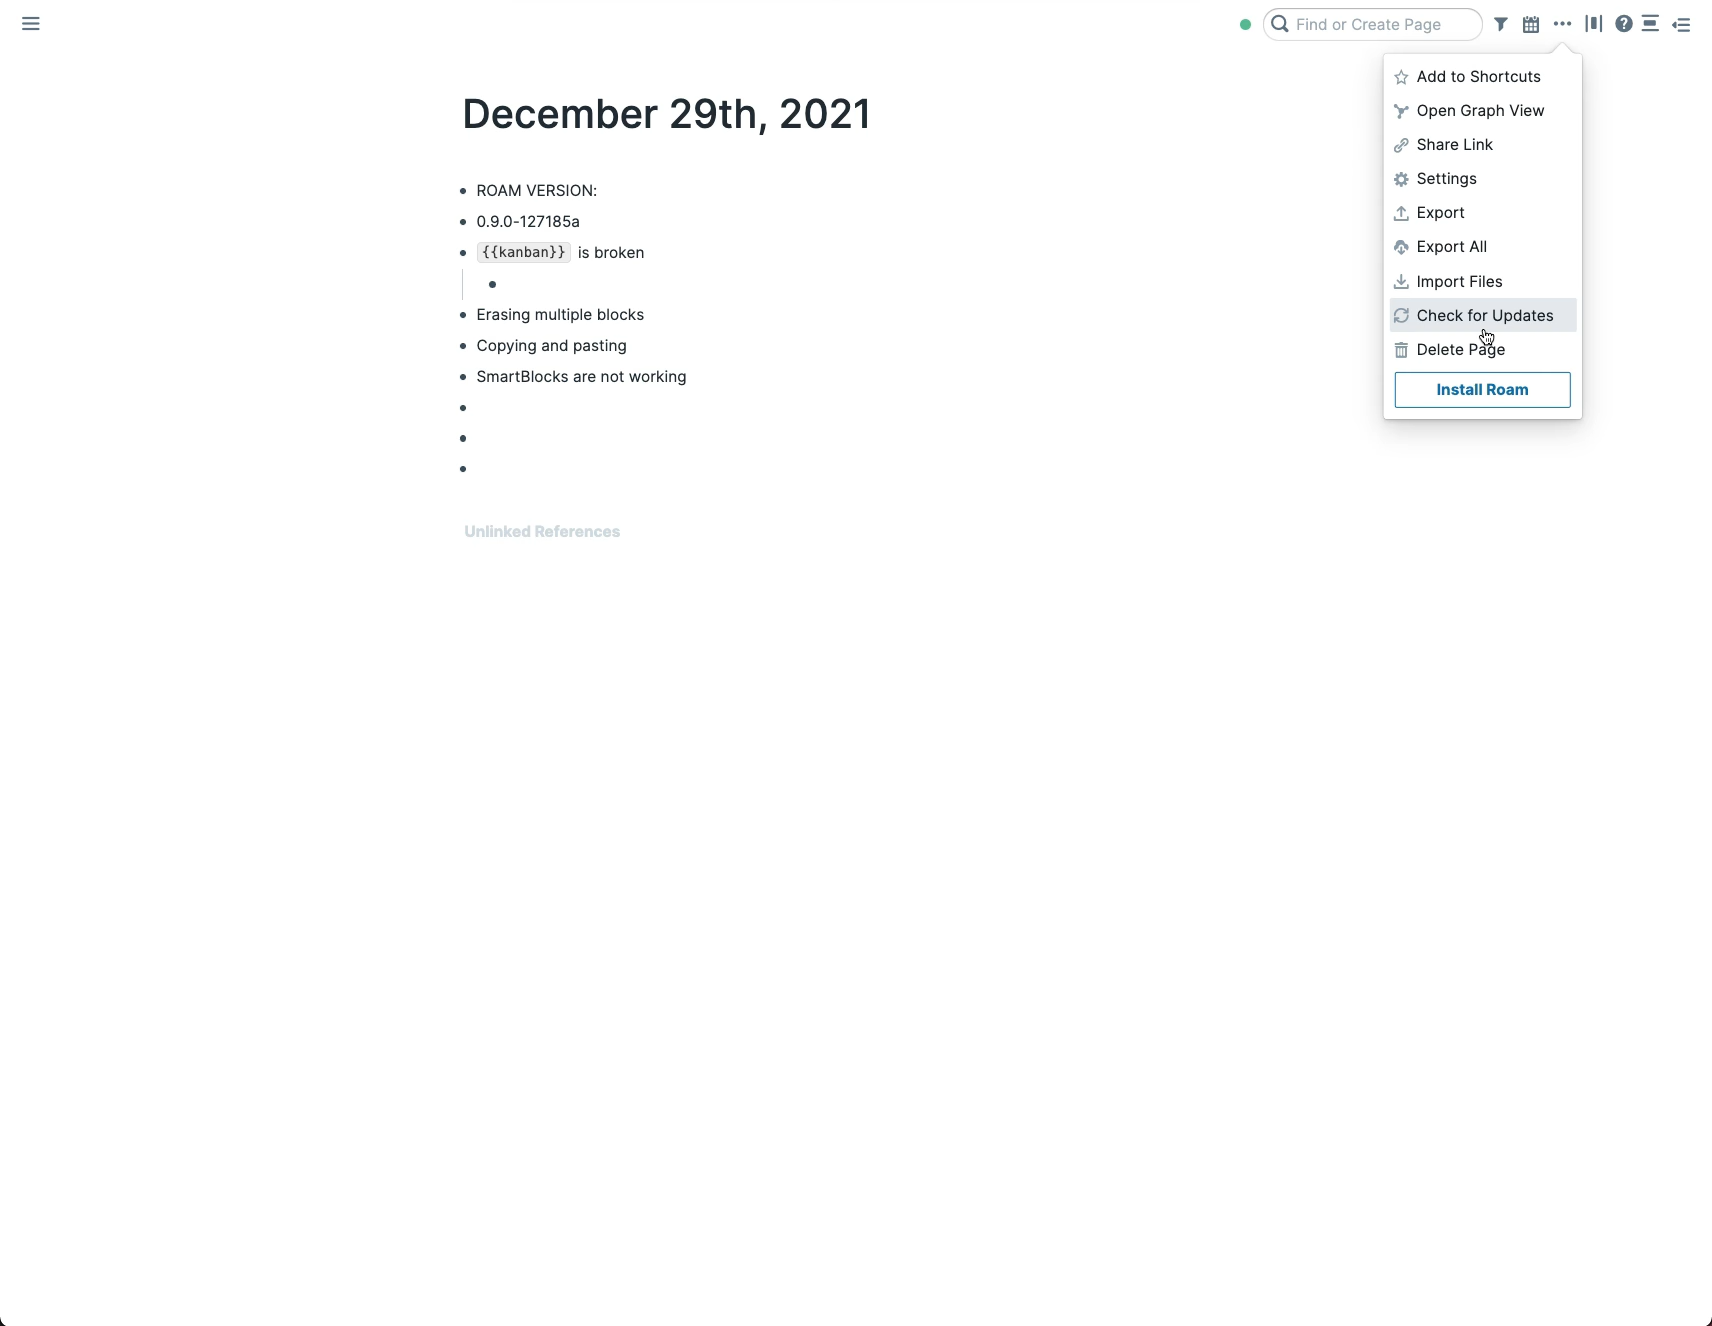 Find or Create Page
Add to Shortcuts
Open Graph View
Share Link
Settings
Export
Export All
Import Files
Check for Updates
Delete Page
Install Roam
December 29th, 2021
ROAM VERSION:
0.9.0-127185a
{{kanban}} is broken
Erasing multiple blocks
Copying and pasting
SmartBlocks are not working
Unlinked References